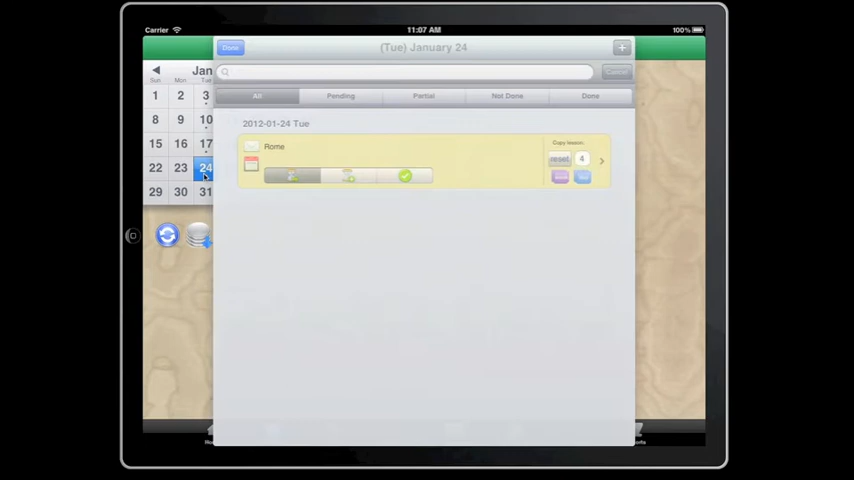 Carrier 11:07 AM 100%
Done (Tue) January 24 +
Jan
Cancel
Sun Mon Tue
All Pending Partial Not Done Done
1 2 3
8 9 10
15 16 17
22 23 24
29 30 31
2012-01-24 Tue
Rome
Copy lesson:
reset 4